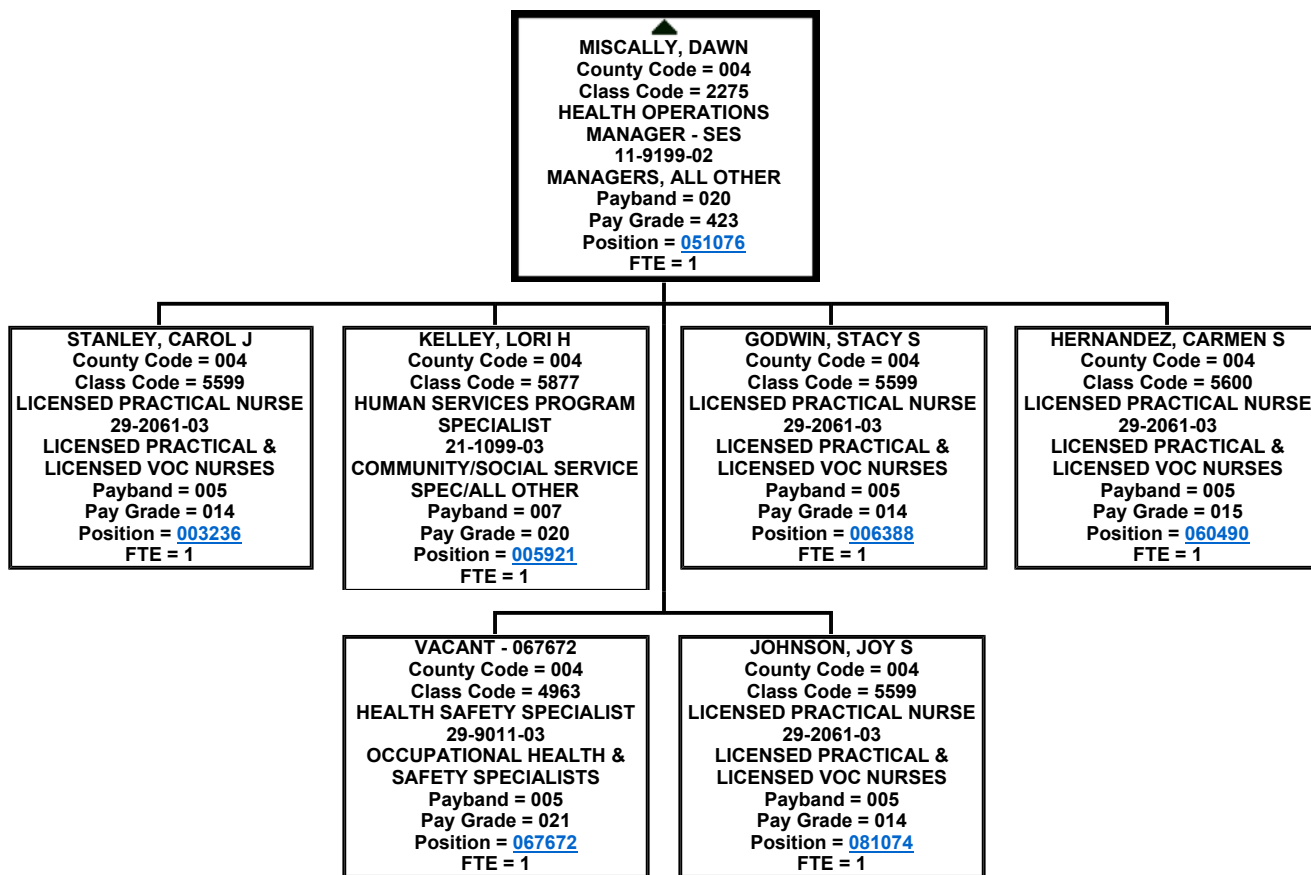 MISCALLY, DAWN
County Code = 004
Class Code = 2275
HEALTH OPERATIONS
MANAGER - SES
11-9199-02
MANAGERS, ALL OTHER
Payband = 020
Pay Grade = 423
Position = 051076
FTE = 1
STANLEY, CAROL J
County Code = 004
Class Code = 5599
LICENSED PRACTICAL NURSE
29-2061-03
LICENSED PRACTICAL &
LICENSED VOC NURSES
Payband = 005
Pay Grade = 014
Position = 003236
FTE = 1
KELLEY, LORI H
County Code = 004
Class Code = 5877
HUMAN SERVICES PROGRAM
SPECIALIST
21-1099-03
COMMUNITY/SOCIAL SERVICE
SPEC/ALL OTHER
Payband = 007
Pay Grade = 020
Position = 005921
FTE = 1
GODWIN, STACY S
County Code = 004
Class Code = 5599
LICENSED PRACTICAL NURSE
29-2061-03
LICENSED PRACTICAL &
LICENSED VOC NURSES
Payband = 005
Pay Grade = 014
Position = 006388
FTE = 1
HERNANDEZ, CARMEN S
County Code = 004
Class Code = 5600
LICENSED PRACTICAL NURSE
29-2061-03
LICENSED PRACTICAL &
LICENSED VOC NURSES
Payband = 005
Pay Grade = 015
Position = 060490
FTE = 1
VACANT - 067672
County Code = 004
Class Code = 4963
HEALTH SAFETY SPECIALIST
29-9011-03
OCCUPATIONAL HEALTH &
SAFETY SPECIALISTS
Payband = 005
Pay Grade = 021
Position = 067672
FTE = 1
JOHNSON, JOY S
County Code = 004
Class Code = 5599
LICENSED PRACTICAL NURSE
29-2061-03
LICENSED PRACTICAL &
LICENSED VOC NURSES
Payband = 005
Pay Grade = 014
Position = 081074
FTE = 1